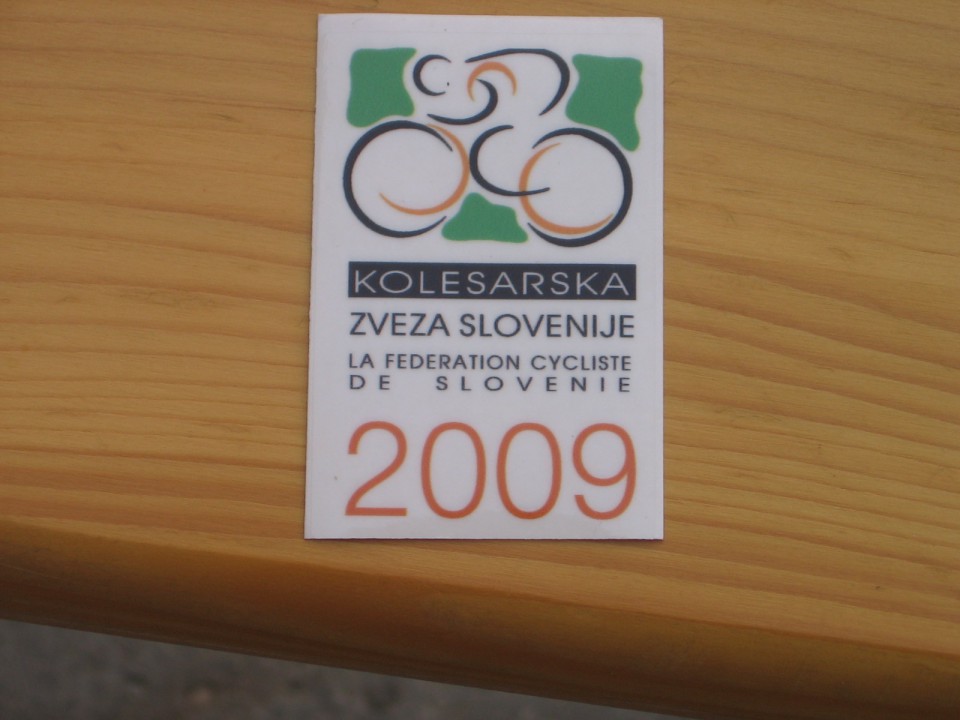 KOLESARSKA
ZVEZA SLOVENIJE
LA FEDERATION CYCLISTE
DE SLOVENIE
2009